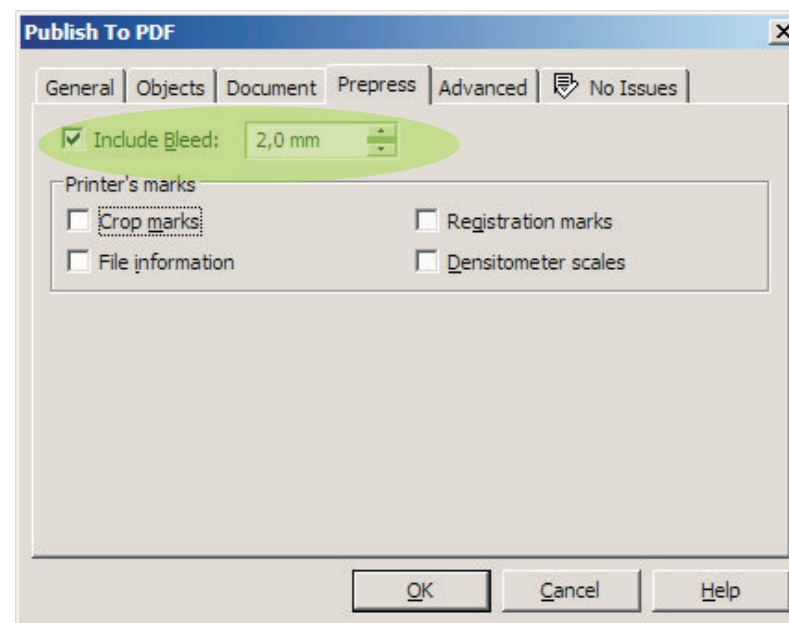 Publish To PDF
General Objects Document Prepress Advanced No Issues
Include Bleed: 2,0 mm
Printer's marks
Crop marks Registration marks
File information Densitometer scales
OK Cancel Help